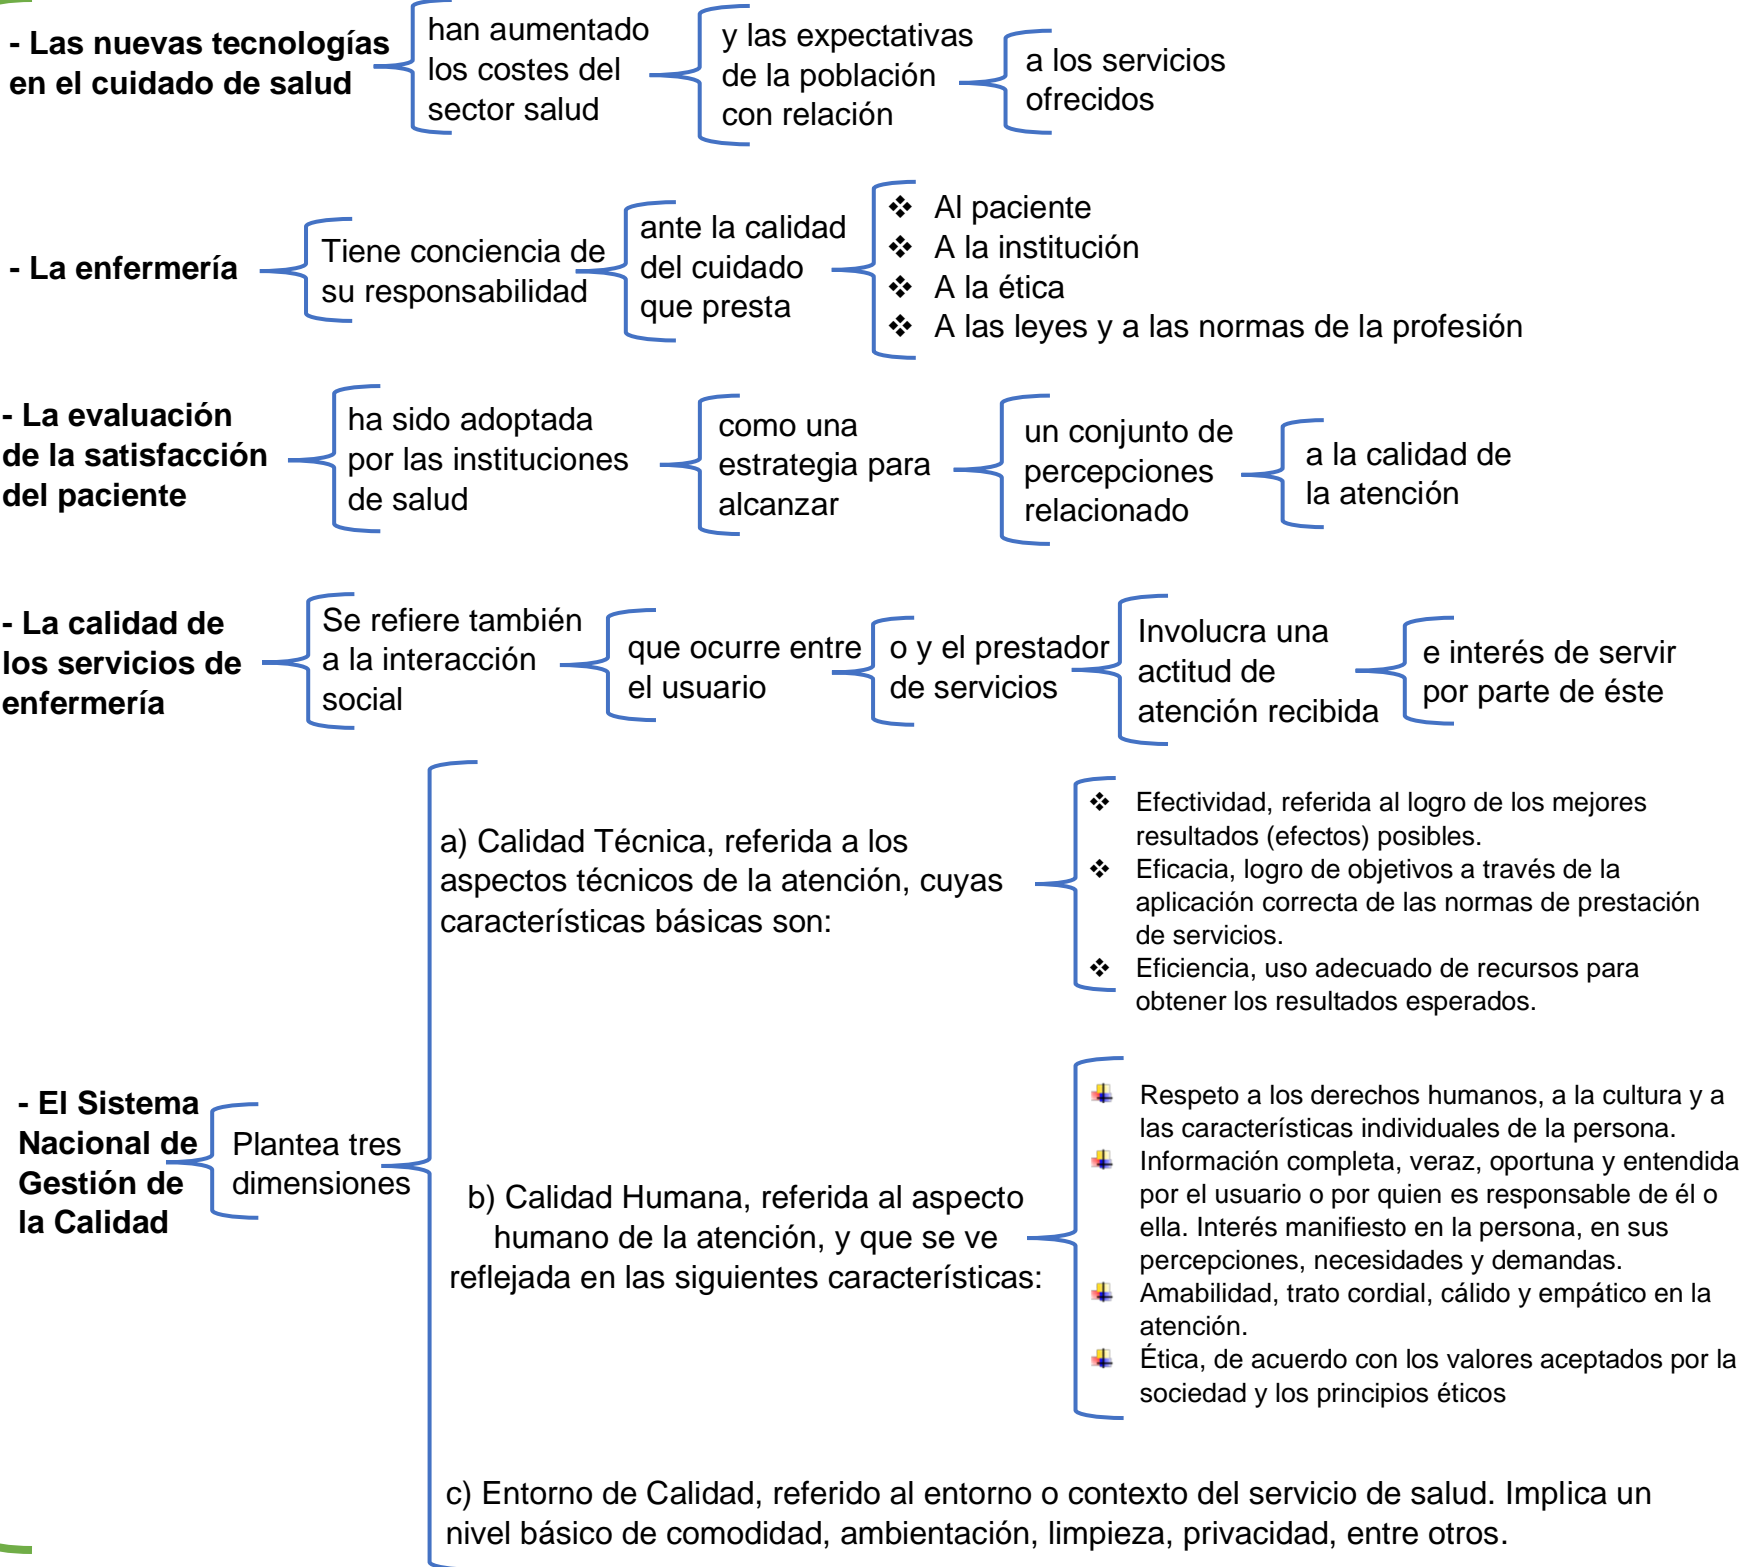 - Las nuevas tecnologías
en el cuidado de salud
han aumentado
los costes del
sector salud
y las expectativas
de la población
con relación
a los servicios
ofrecidos
- La enfermería
Tiene conciencia de
su responsabilidad
ante la calidad
del cuidado
que presta
❖ Al paciente
❖ A la institución
❖ A la ética
❖ A las leyes y a las normas de la profesión
- La evaluación
de la satisfacción
del paciente
ha sido adoptada
por las instituciones
de salud
como una
estrategia para
alcanzar
un conjunto de
percepciones
relacionado
a la calidad de
la atención
- La calidad de
los servicios de
enfermería
Se refiere también
a la interacción
social
que ocurre entre
el usuario
o y el prestador
de servicios
Involucra una
actitud de
atención recibida
e interés de servir
por parte de éste
- El Sistema
Nacional de
Gestión de
la Calidad
Plantea tres
dimensiones
a) Calidad Técnica, referida a los
aspectos técnicos de la atención, cuyas
características básicas son:
❖ Efectividad, referida al logro de los mejores
resultados (efectos) posibles.
❖ Eficacia, logro de objetivos a través de la
aplicación correcta de las normas de prestación
de servicios.
❖ Eficiencia, uso adecuado de recursos para
obtener los resultados esperados.
b) Calidad Humana, referida al aspecto
humano de la atención, y que se ve
reflejada en las siguientes características:
Respeto a los derechos humanos, a la cultura y a
las características individuales de la persona.
Información completa, veraz, oportuna y entendida
por el usuario o por quien es responsable de él o
ella. Interés manifiesto en la persona, en sus
percepciones, necesidades y demandas.
Amabilidad, trato cordial, cálido y empático en la
atención.
Ética, de acuerdo con los valores aceptados por la
sociedad y los principios éticos
c) Entorno de Calidad, referido al entorno o contexto del servicio de salud. Implica un
nivel básico de comodidad, ambientación, limpieza, privacidad, entre otros.